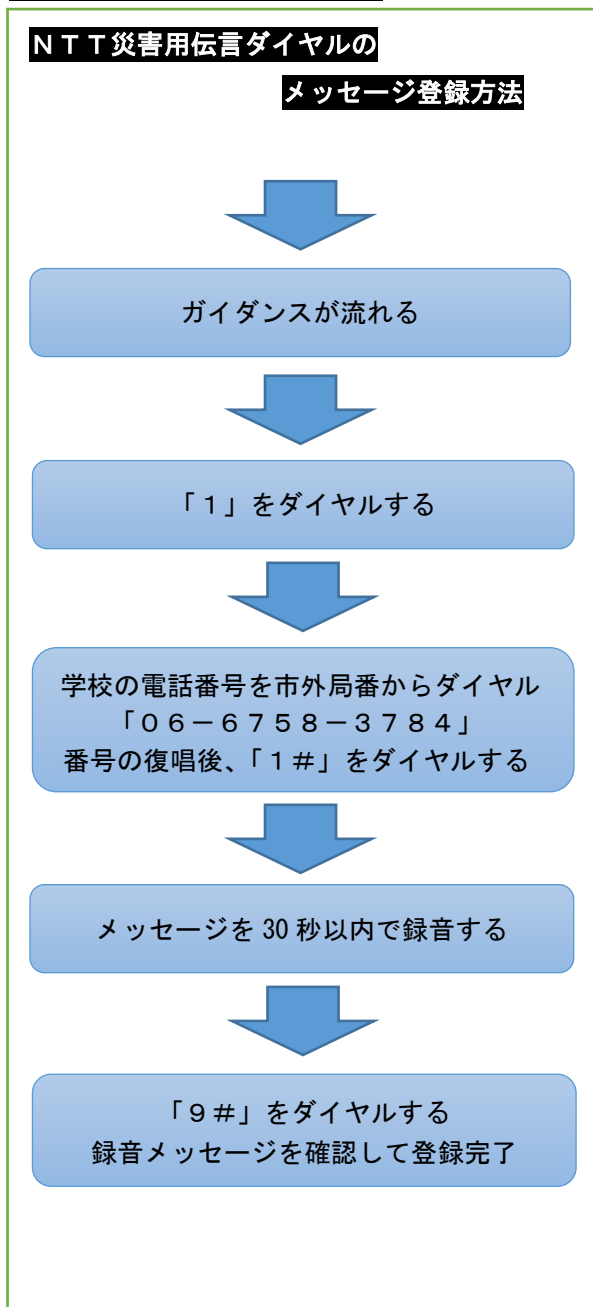 NTT災害用伝言ダイヤルの
メッセージ登録方法
ガイダンスが流れる
「1」をダイヤルする
学校の電話番号を市外局番からダイヤル
「06－6758－3784」
番号の復唱後、「1#」をダイヤルする
メッセージを30秒以内で録音する
「9#」をダイヤルする
録音メッセージを確認して登録完了